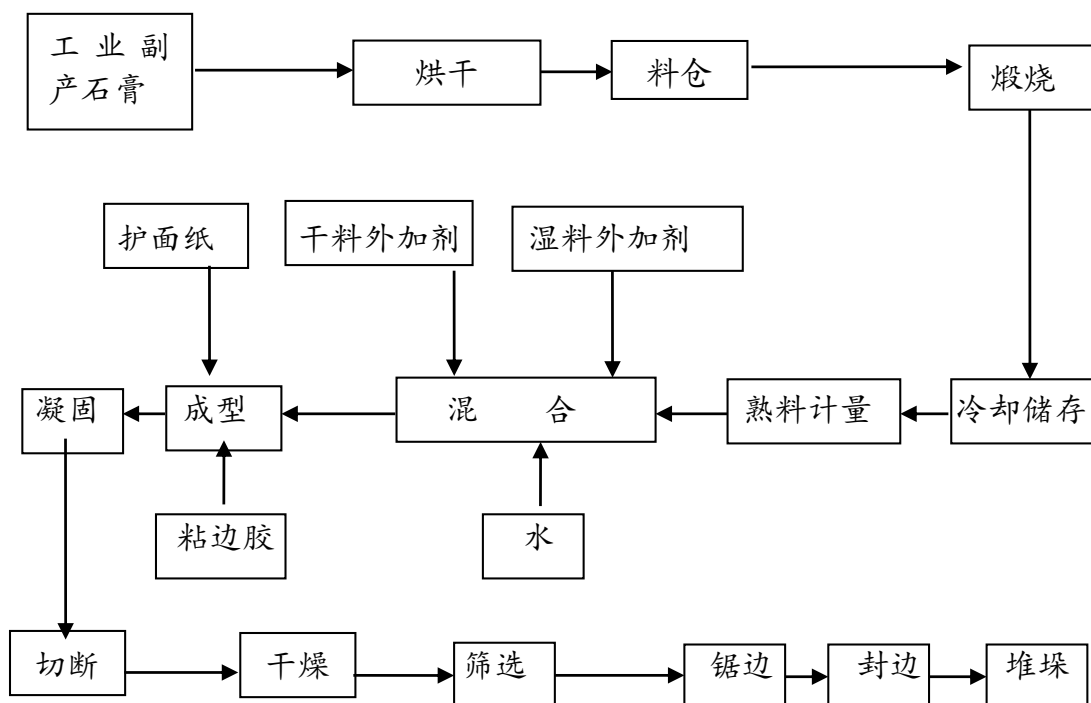 工业副
产石膏
烘干
料仓
煅烧
护面纸
干料外加剂
湿料外加剂
凝固
成型
混合
熟料计量
冷却储存
粘边胶
水
切断
干燥
筛选
锯边
封边
堆垛